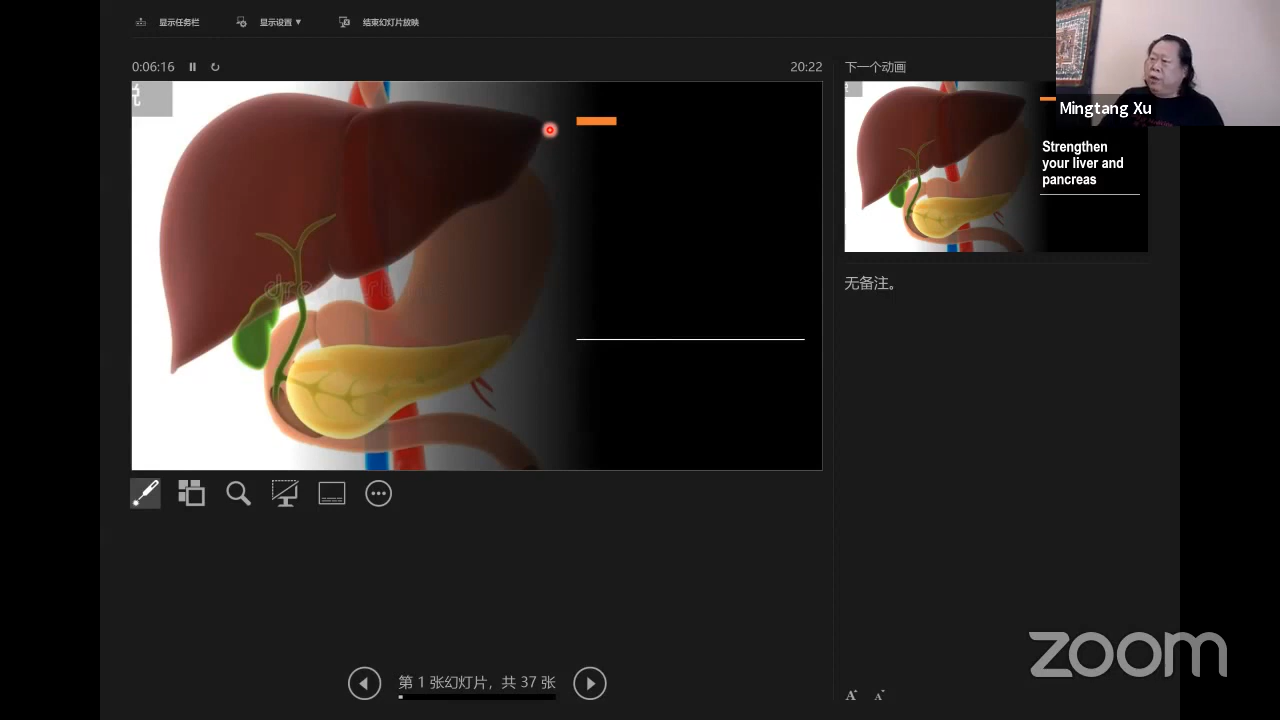 显示任务栏
显示设置 ▼
结束幻灯片放映
0:06:16
20:22
下一个动画
Mingtang Xu
Strengthen
your liver and
pancreas
无备注。
第 1 张幻灯片，共 37 张
A A
zoom